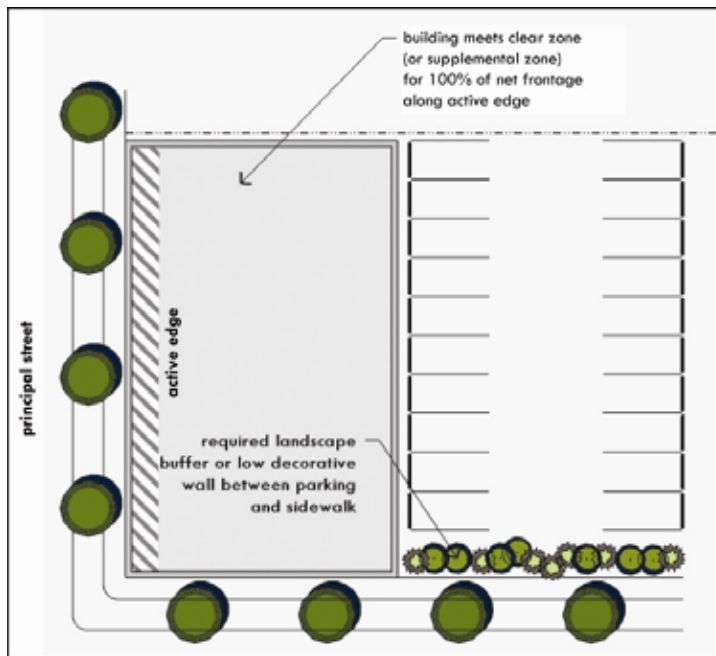 building meets clear zone
(or supplemental zone)
for 100% of net frontage
along active edge
principal street
active edge
required landscape
buffer or low decorative
wall between parking
and sidewalk